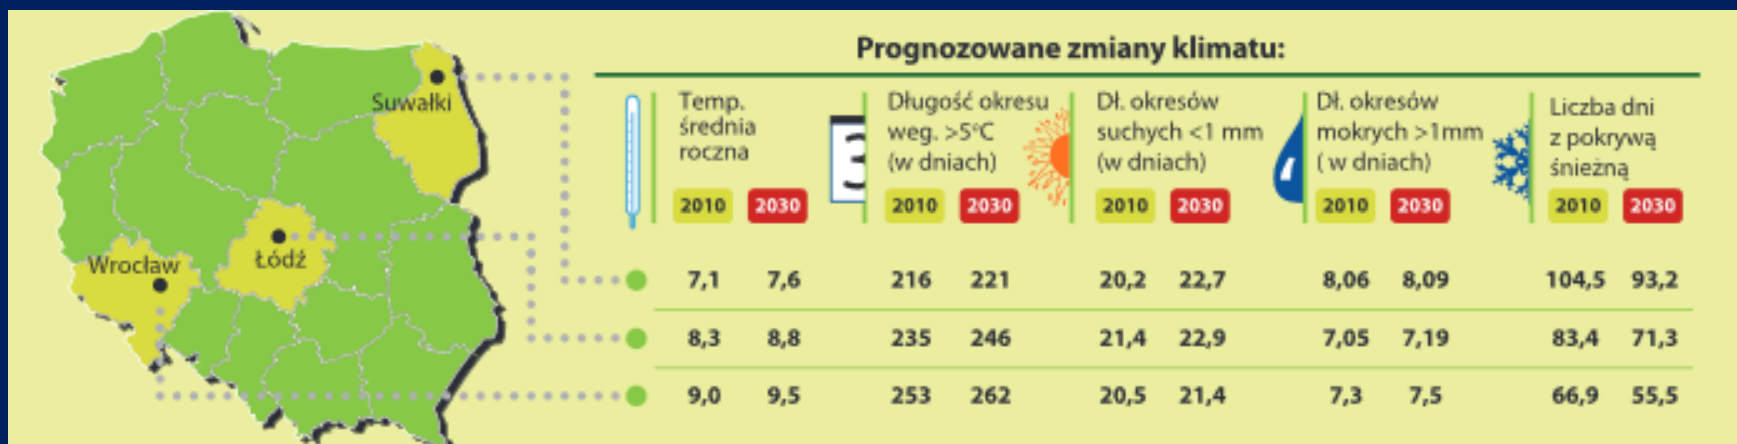 Prognozowane zmiany klimatu:
Suwałki
Wrocław
Łódź
Temp.
średnia
roczna
2010 2030
3
Długość okresu
weg. >5°C
(w dniach)
2010 2030
Dł. okresów
suchych <1 mm
(w dniach)
2010 2030
Dł. okresów
mokrych >1mm
( w dniach)
2010 2030
Liczba dni
z pokrywą
śnieżną
2010 2030
7,1 7,6 216 221 20,2 22,7 8,06 8,09 104,5 93,2
8,3 8,8 235 246 21,4 22,9 7,05 7,19 83,4 71,3
9,0 9,5 253 262 20,5 21,4 7,3 7,5 66,9 55,5